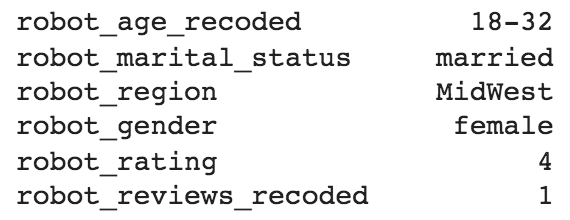 robot_age_recoded 18-32
robot_marital_status married
robot_region MidWest
robot_gender female
robot_rating 4
robot_reviews_recoded 1